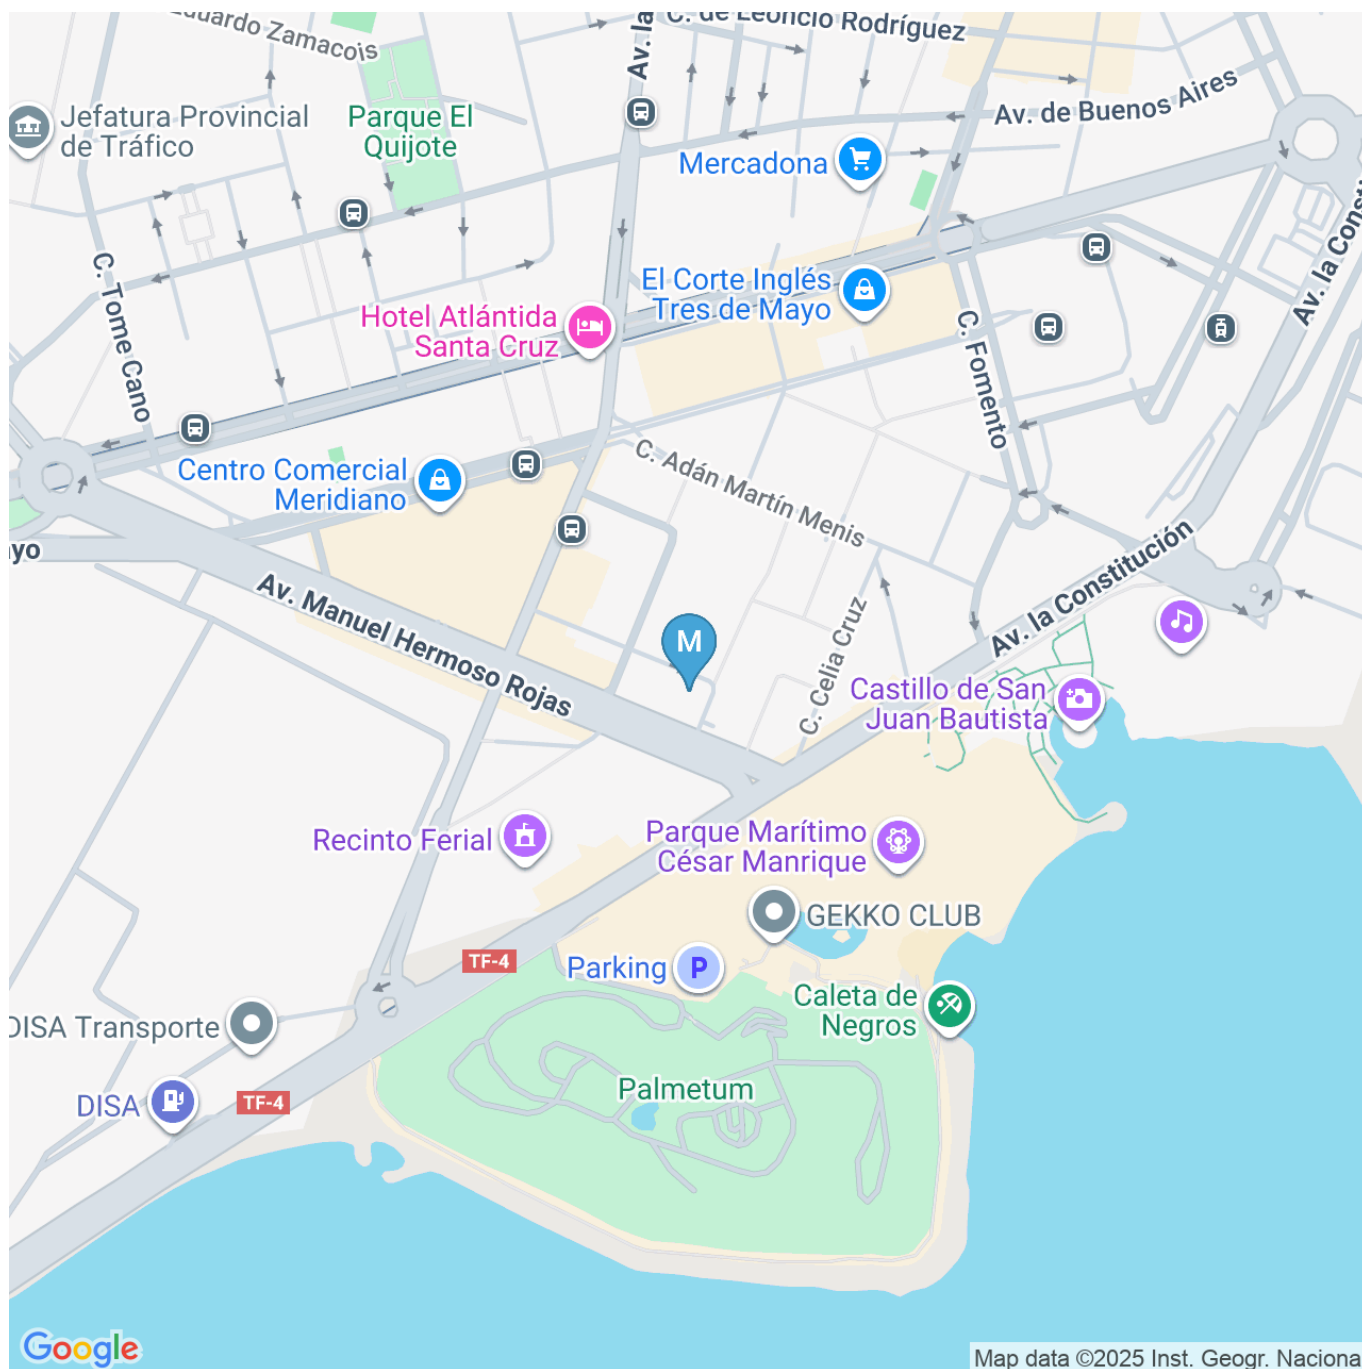 Eduardo Zamacois
Av. la
C. de Leoncio Rodríguez
Jefatura Provincial
de Tráfico
Parque El
Quijote
Av. de Buenos Aires
Mercadona
Av. la Consti
C. Tome Cano
El Corte Inglés
Tres de Mayo
Hotel Atlántida
Santa Cruz
C. Fomento
Centro Comercial
Meridiano
C. Adán Martín Menis
ayo
Av. la Constitución
Av. Manuel Hermoso Rojas
M
C. Celia Cruz
Castillo de San
Juan Bautista
Recinto Ferial
Parque Marítimo
César Manrique
GEKKO CLUB
TF-4
Parking
P
Caleta de
Negros
DISA Transporte
Palmetum
DISA
TF-4
Google
Map data ©2025 Inst. Geogr. Naciona